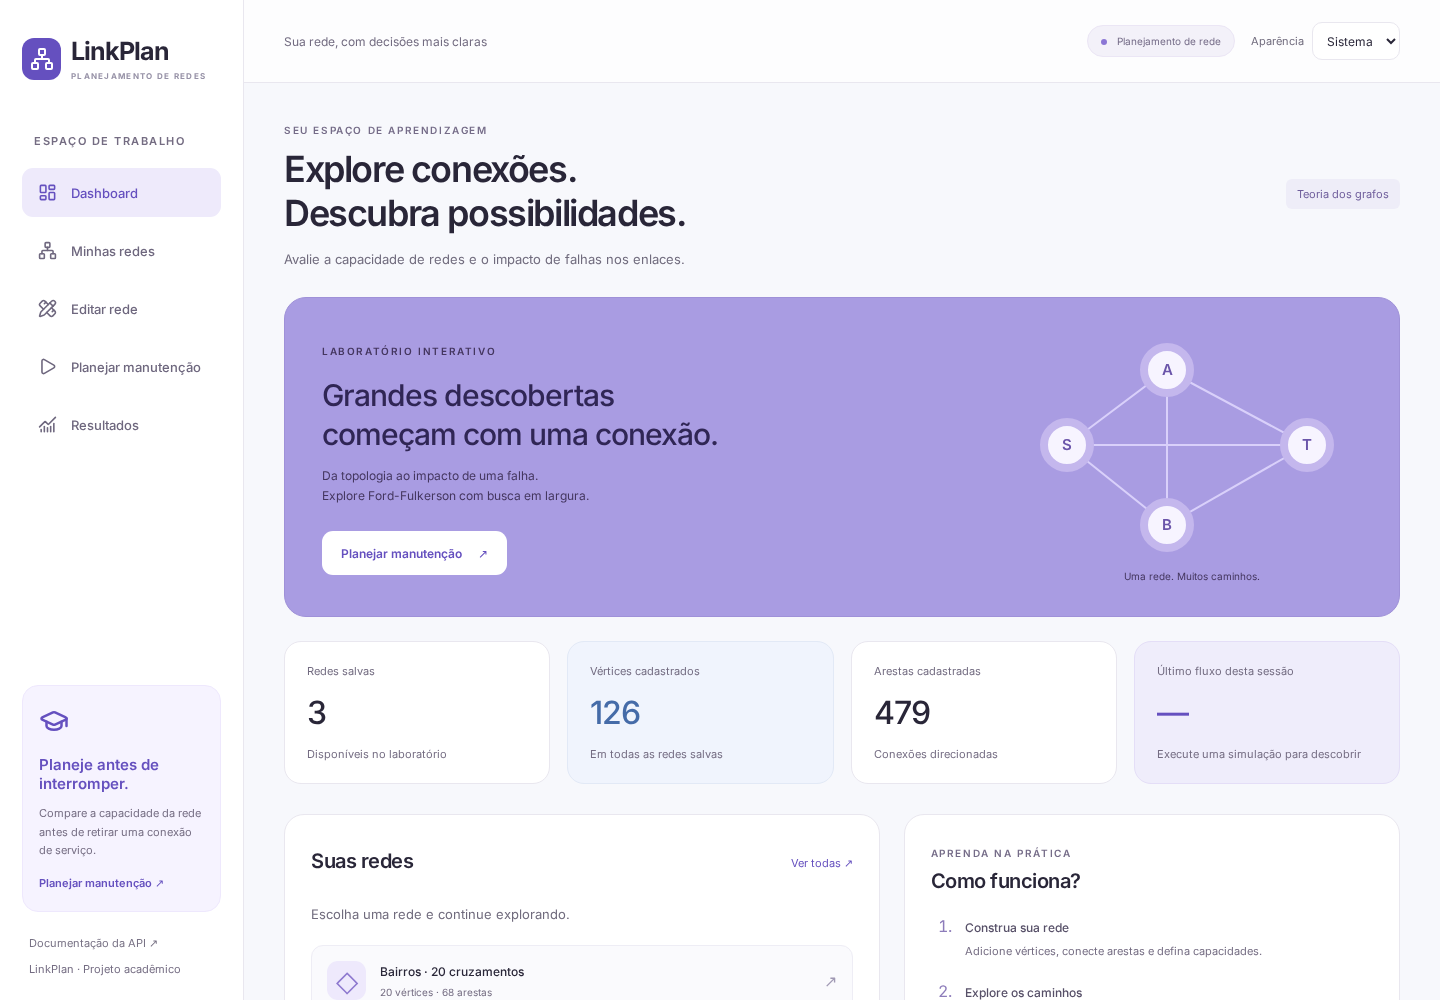 LinkPlan
PLANEJAMENTO DE REDES
ESPAÇO DE TRABALHO
Dashboard
Minhas redes
Editar rede
Planejar manutenção
Resultados
Planeje antes de
interromper.
Compare a capacidade da rede
antes de retirar uma conexão
de serviço.
Planejar manutenção ↗
Documentação da API ↗
LinkPlan · Projeto acadêmico
Sua rede, com decisões mais claras
Planejamento de rede
Aparência
Sistema
SEU ESPAÇO DE APRENDIZAGEM
Explore conexões.
Descubra possibilidades.
Avalie a capacidade de redes e o impacto de falhas nos enlaces.
Teoria dos grafos
LABORATÓRIO INTERATIVO
Grandes descobertas
começam com uma conexão.
Da topologia ao impacto de uma falha.
Explore Ford-Fulkerson com busca em largura.
Planejar manutenção ↗
A
S
T
B
Uma rede. Muitos caminhos.
Redes salvas
3
Disponíveis no laboratório
Vértices cadastrados
126
Em todas as redes salvas
Arestas cadastradas
479
Conexões direcionadas
Último fluxo desta sessão
—
Execute uma simulação para descobrir
Suas redes
Ver todas ↗
Escolha uma rede e continue explorando.
Bairros · 20 cruzamentos
20 vértices · 68 arestas
↗
APRENDA NA PRÁTICA
Como funciona?
1. Construa sua rede
Adicione vértices, conecte arestas e defina capacidades.
2. Explore os caminhos